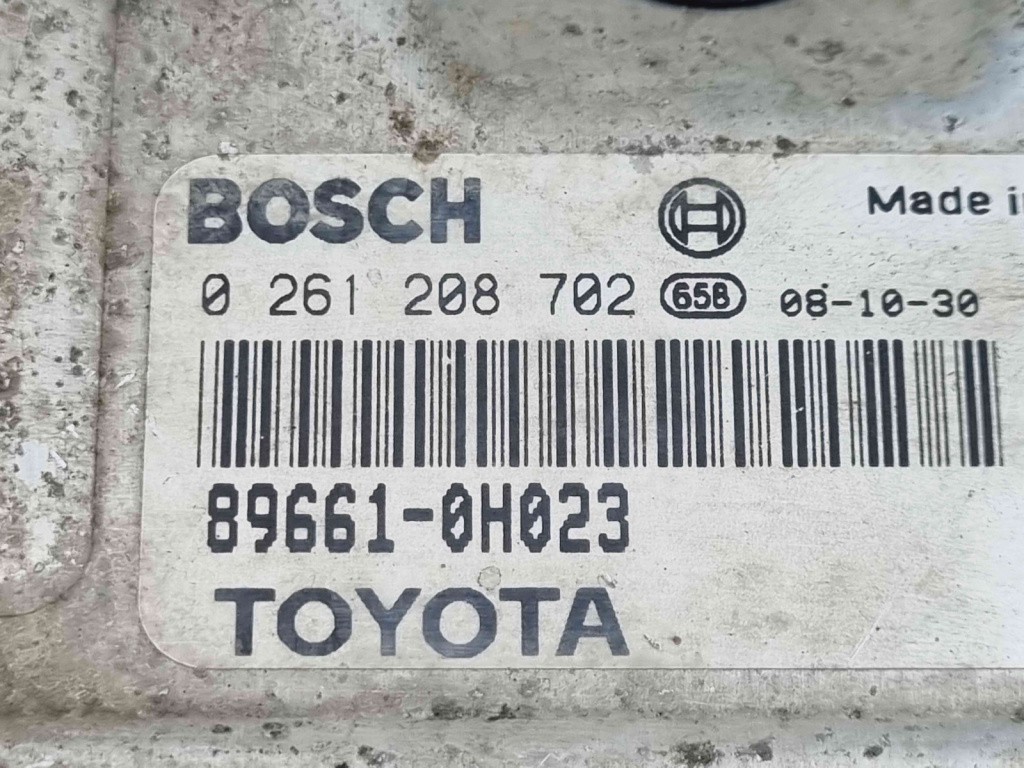 BOSCH Made i
0 261 208 702 658 08-10-30
89661-0H023
TOYOTA